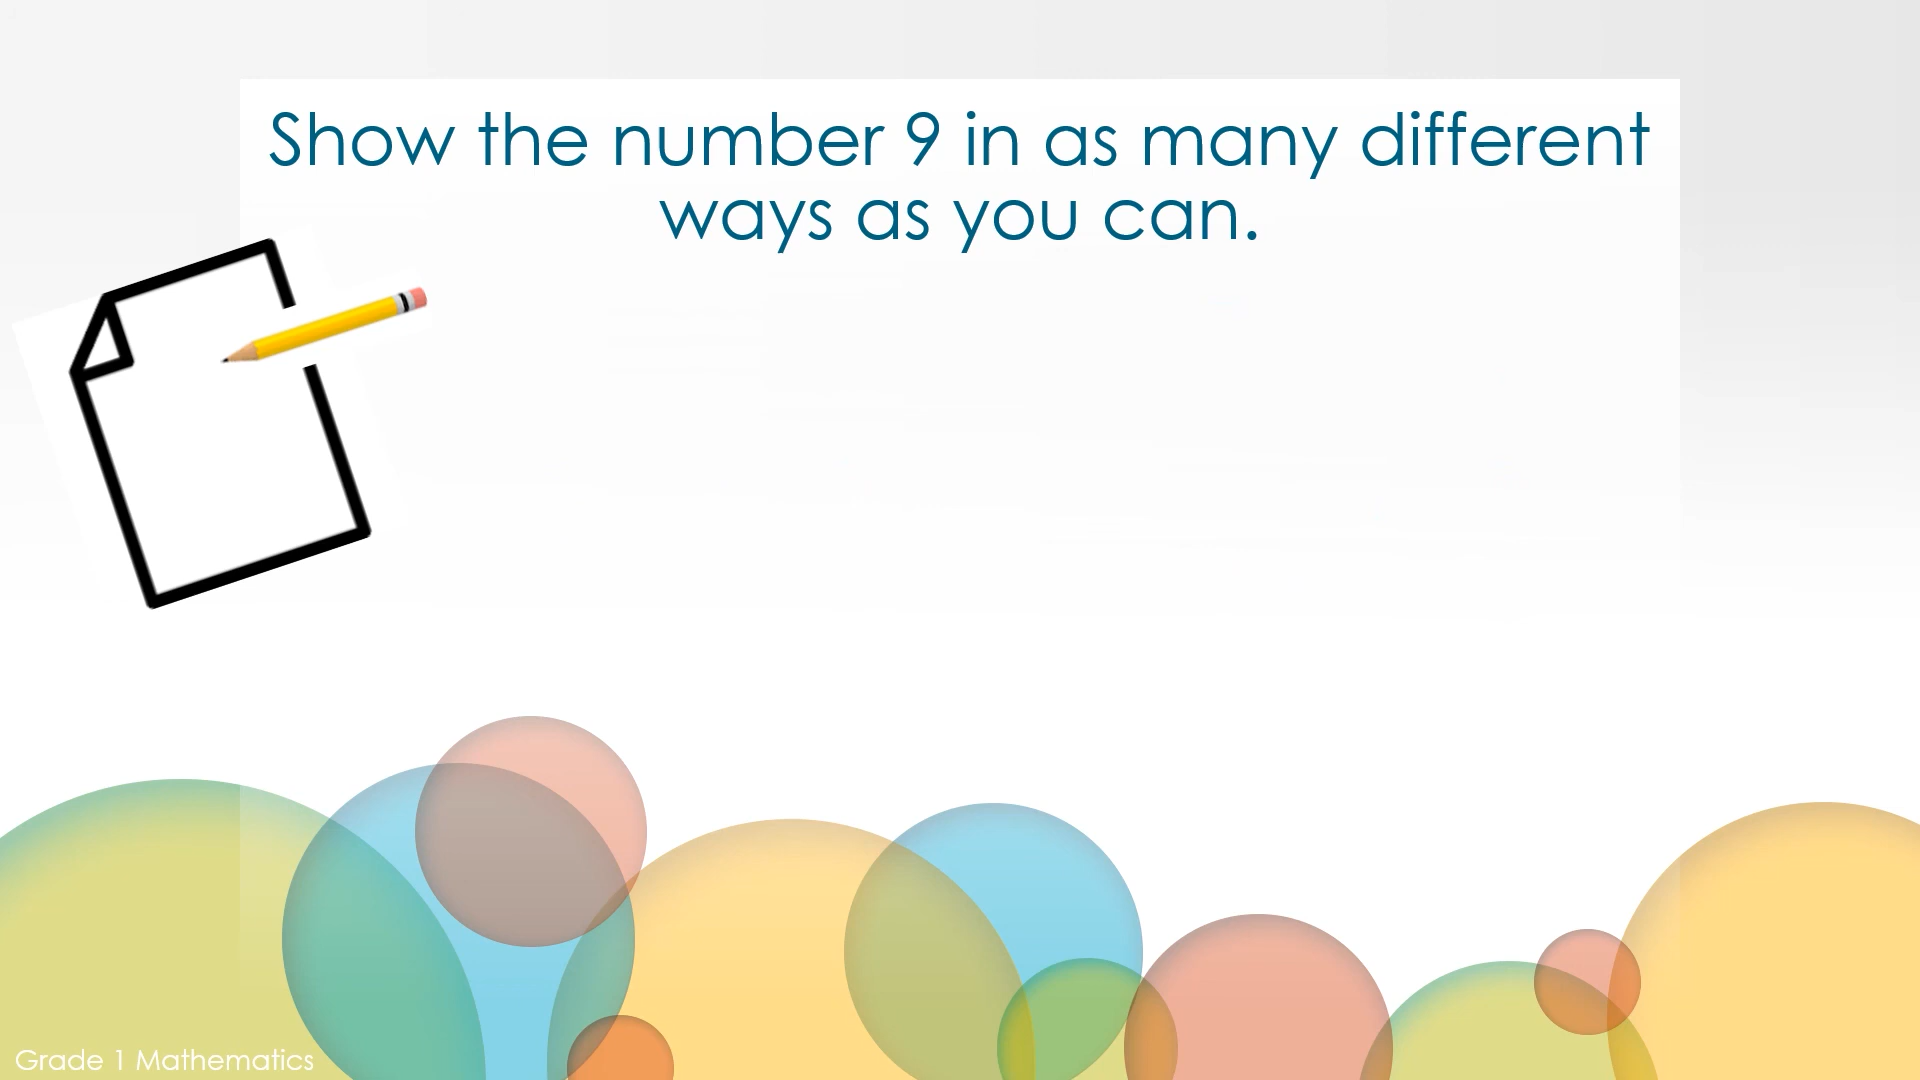 Show the number 9 in as many different
ways as you can.
Grade 1 Mathematics